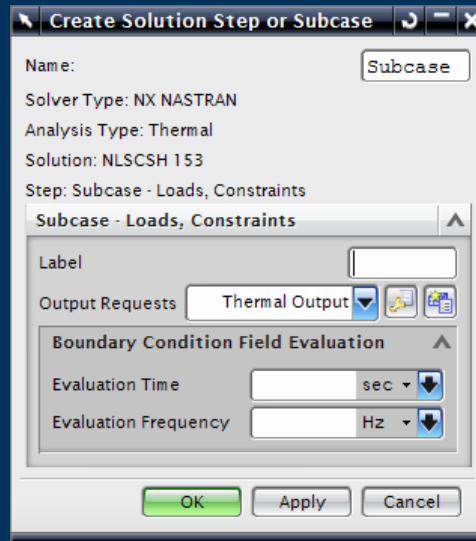 Create Solution Step or Subcase
Name: Subcase
Solver Type: NX NASTRAN
Analysis Type: Thermal
Solution: NLSCSH 153
Step: Subcase - Loads, Constraints
Subcase - Loads, Constraints
Label
Output Requests Thermal Output
Boundary Condition Field Evaluation
Evaluation Time sec
Evaluation Frequency Hz
OK Apply Cancel